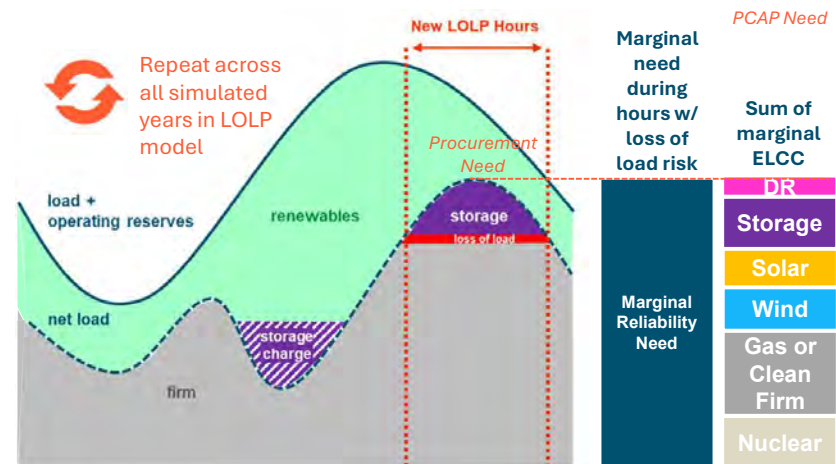 New LOLP Hours
Repeat across
all simulated
years in LOLP
model
load +
operating reserves
renewables
Procurement
Need
storage
loss of load
net load
storage
charge
firm
Marginal
need
during
hours w/
loss of
load risk
Marginal
Reliability
Need
PCAP Need
Sum of
marginal
ELCC
DR
Storage
Solar
Wind
Gas or
Clean
Firm
Nuclear